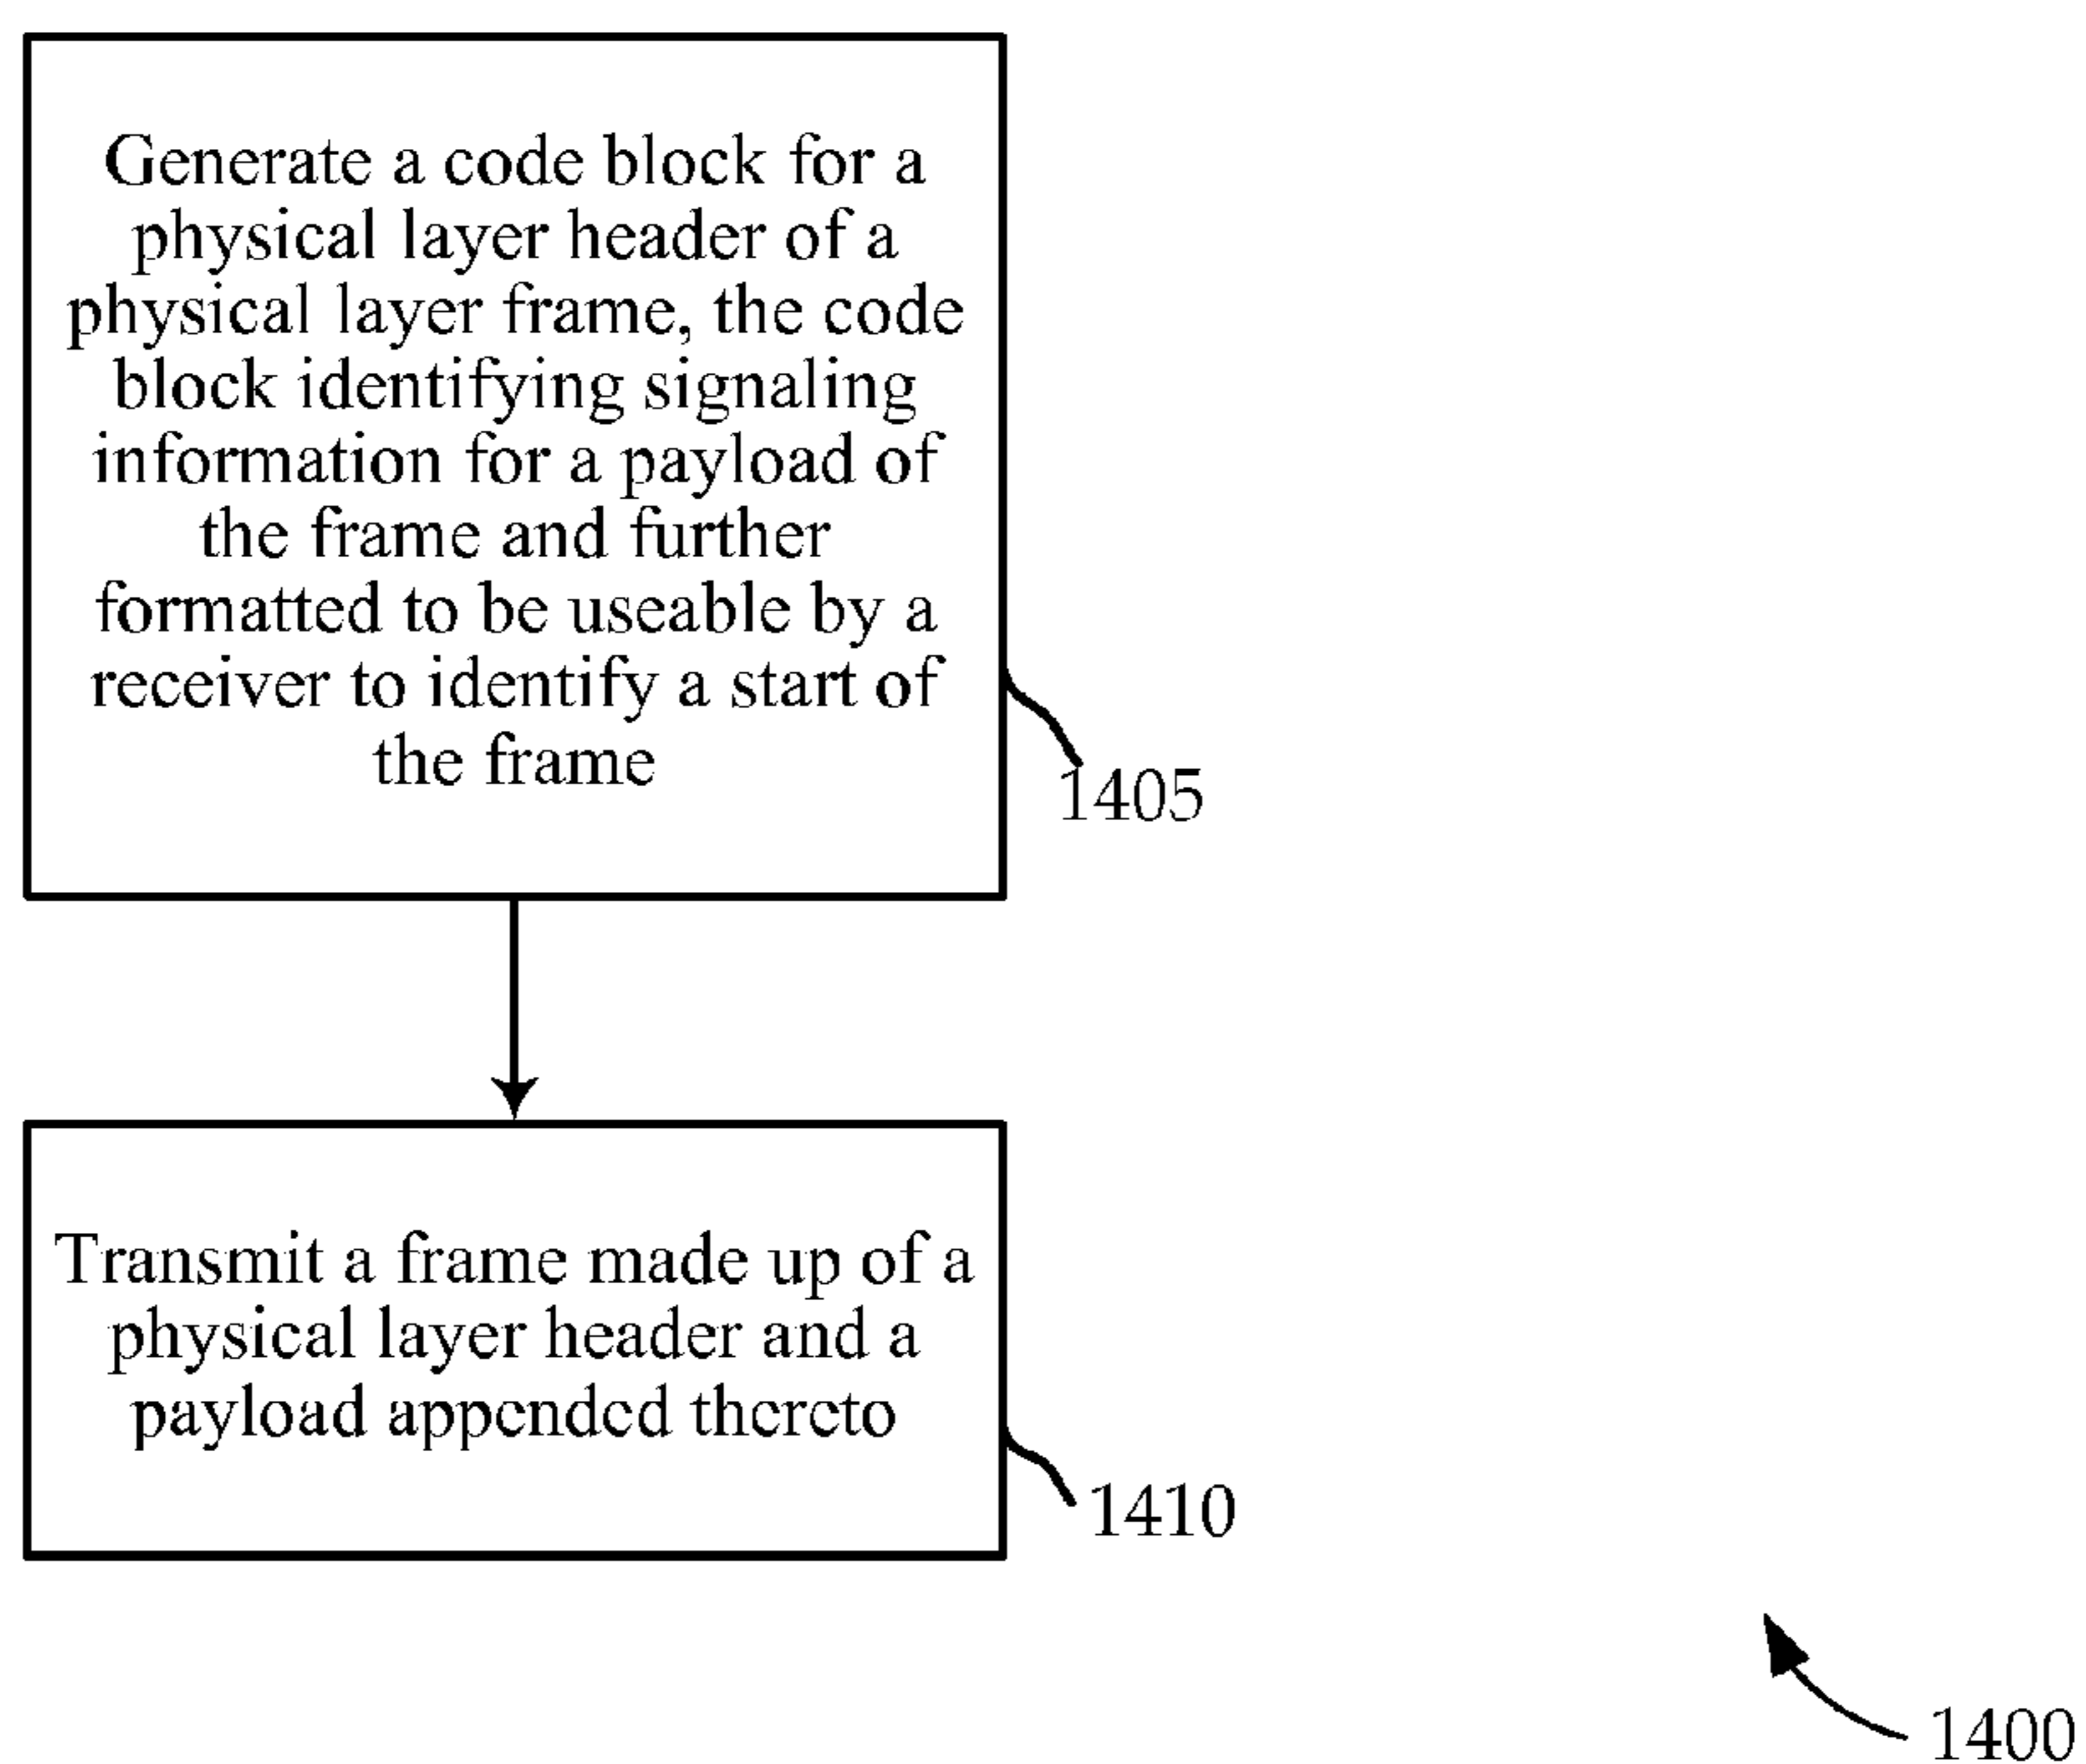 Generate a code block for a
physical layer header of a
physical layer frame, the code
block identifying signaling
information for a payload of
the frame and further
formatted to be useable by a
receiver to identify a start of
the frame
1405
Transmit a frame made up of a
physical layer header and a
payload appended thereto
1410
1400